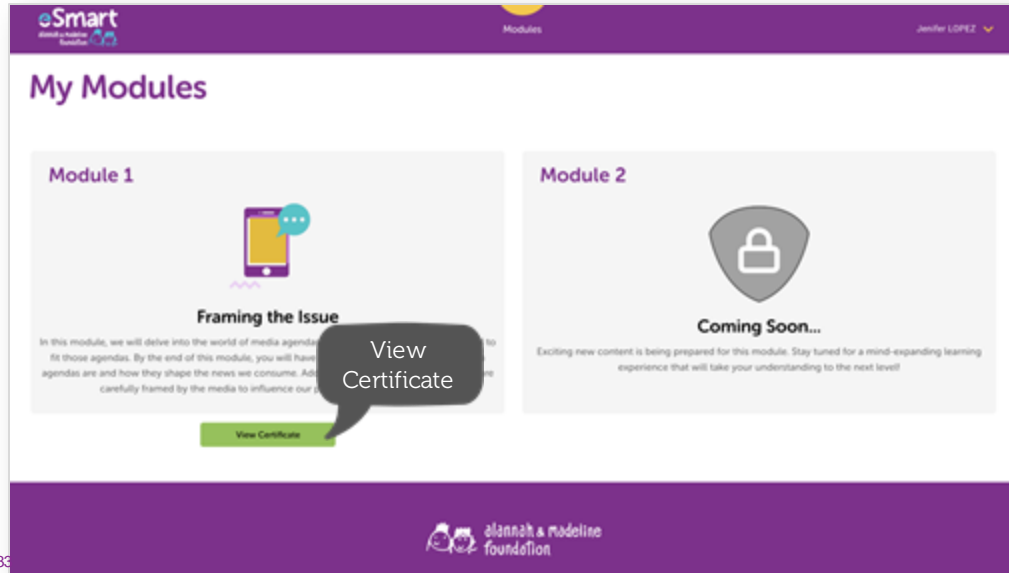 eSmart
alannah & madeline
foundation
Modules
Jenifer LOPEZ
My Modules
Module 1
Framing the Issue
In this module, we will delve into the world of media agendas
to
fit those agendas. By the end of this module, you will have
agendas are and how they shape the news we consume.
are
carefully framed by the media to influence our
View
Certificate
View Certificate
Module 2
Coming Soon...
Exciting new content is being prepared for this module. Stay tuned for a mind-expanding learning
experience that will take your understanding to the next level!
alannah & madeline
foundation